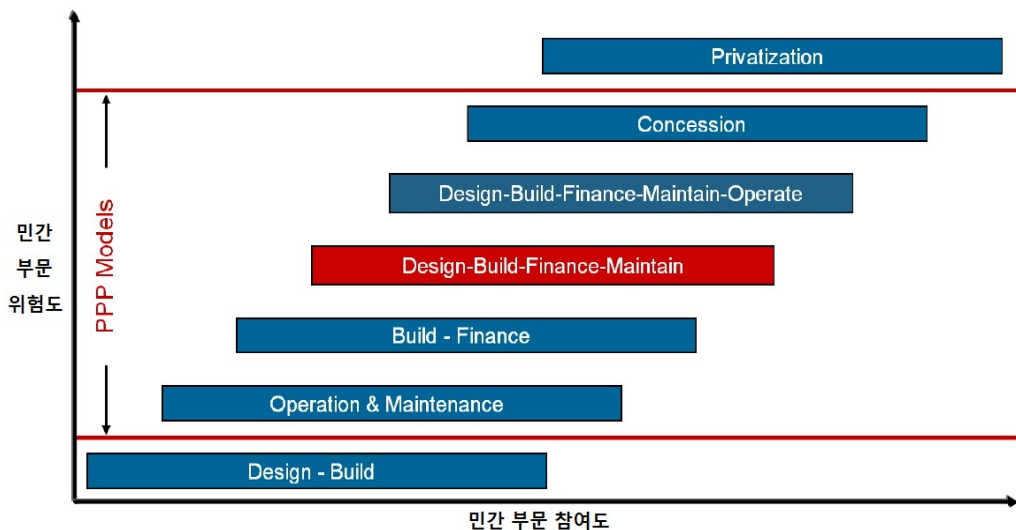 Privatization
Concession
Design-Build-Finance-Maintain-Operate
Design-Build-Finance-Maintain
Build - Finance
Operation & Maintenance
Design - Build
PPP Models
민간
부문
위험도
민간 부문 참여도